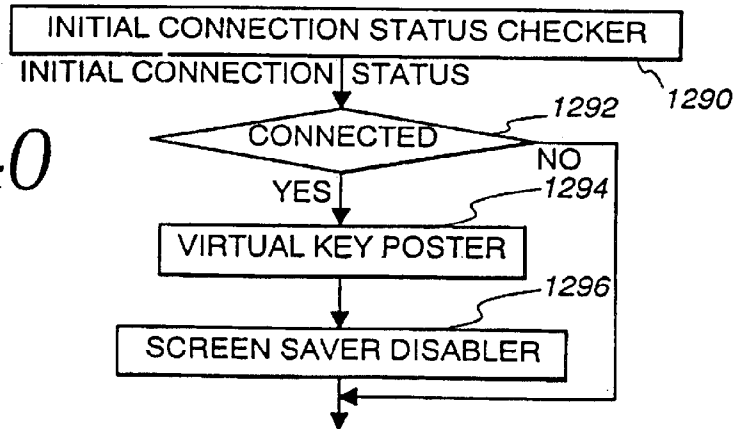 INITIAL CONNECTION STATUS CHECKER
INITIAL CONNECTION STATUS
1290
1292
CONNECTED
NO
YES
1294
VIRTUAL KEY POSTER
1296
SCREEN SAVER DISABLER